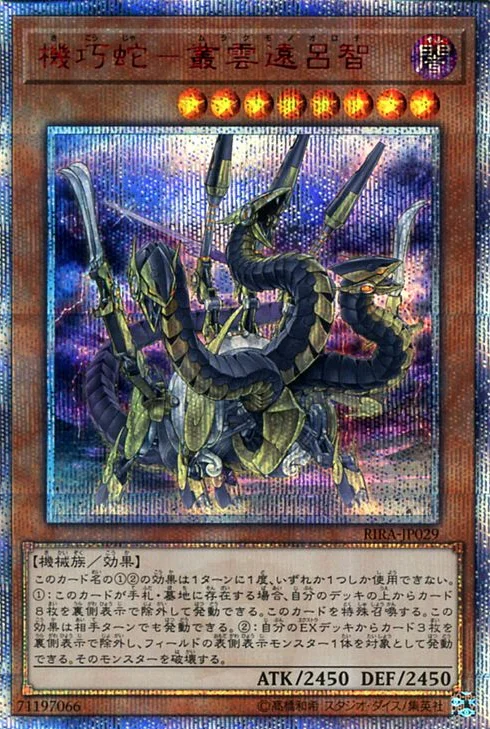 機巧蛇－叢雲遠呂智
きこうじゃ ムラクモノオロチ
闇
RIRA-JP029
【機械族／効果】
このカード名の①②の効果は１ターンに１度、いずれか１つしか使用できない。
①：このカードが手札・墓地に存在する場合、自分のデッキの上からカード
８枚を裏側表示で除外して発動できる。このカードを特殊召喚する。この
効果は相手ターンでも発動できる。②：自分のEXデッキからカード３枚
を裏側表示で除外し、フィールドの表側表示モンスター１体を対象として発動
できる。そのモンスターを破壊する。
ATK/2450 DEF/2450
71197066
©高橋和希 スタジオ・ダイス/集英社